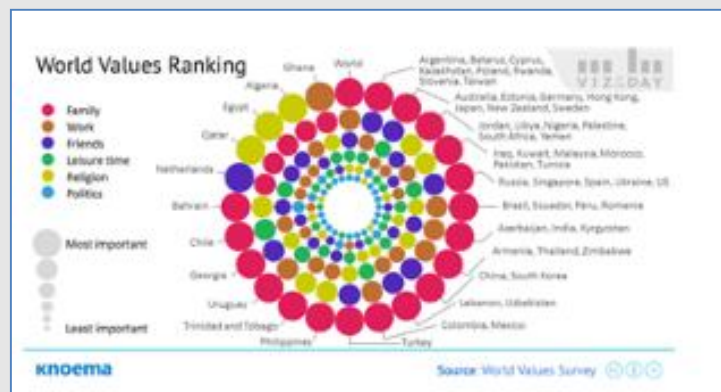 World Values Ranking
VIZEDAY
Family
Work
Friends
Leisure time
Religion
Politics
Most important
Least important
World
Argentina, Belarus, Cyprus,
Kazakhstan, Poland, Rwanda,
Slovenia, Taiwan
Australia, Estonia, Germany, Hong Kong,
Japan, New Zealand, Sweden
Jordan, Libya, Nigeria, Palestine,
South Africa, Yemen
Iraq, Kuwait, Malaysia, Morocco,
Pakistan, Tunisia
Russia, Singapore, Spain, Ukraine, US
Brazil, Ecuador, Peru, Romania
Azerbaijan, India, Kyrgyzstan
Armenia, Thailand, Zimbabwe
China, South Korea
Lebanon, Uzbekistan
Colombia, Mexico
Turkey
Philippines
Trinidad and Tobago
Uruguay
Georgia
Chile
Bahrain
Netherlands
Qatar
Egypt
Algeria
Ghana
knoema
Source: World Values Survey